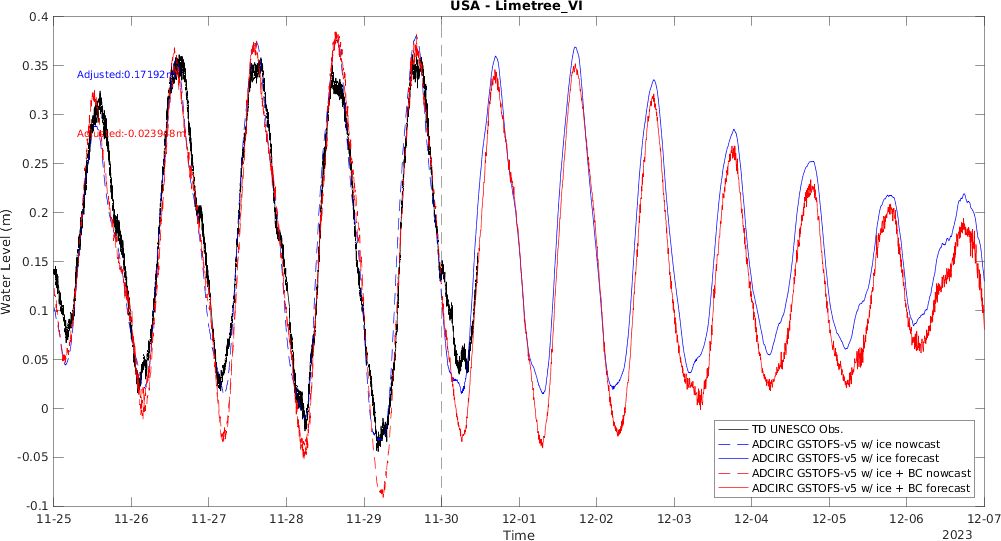 USA - Limetree_VI
0.4
0.35
0.3
0.25
0.2
0.15
0.1
0.05
0
-0.05
-0.1
Water Level (m)
Adjusted:0.17192m
Adjusted:-0.023948m
TD UNESCO Obs.
ADCIRC GSTOFS-v5 w/ ice nowcast
ADCIRC GSTOFS-v5 w/ ice forecast
ADCIRC GSTOFS-v5 w/ ice + BC nowcast
ADCIRC GSTOFS-v5 w/ ice + BC forecast
11-25 11-26 11-27 11-28 11-29 11-30 12-01 12-02 12-03 12-04 12-05 12-06 12-07
Time
2023